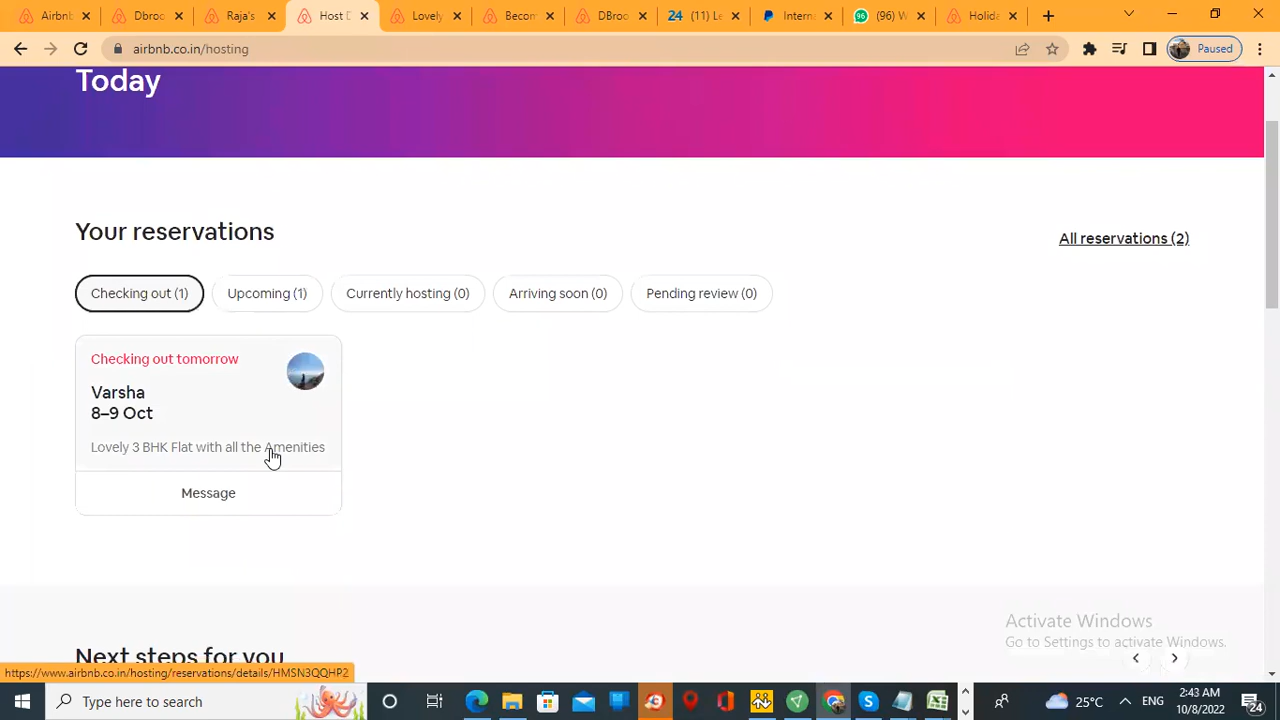 Airbn
Dbroo
Raja's
Host D
Lovely
Becom
DBroo
24
(11) Le
Intern
96
(96) W
Holida
airbnb.co.in/hosting
Paused
Today
Your reservations
All reservations (2)
Checking out (1)
Upcoming (1)
Currently hosting (0)
Arriving soon (0)
Pending review (0)
Checking out tomorrow
Varsha
8–9 Oct
Lovely 3 BHK Flat with all the Amenities
Message
Next steps for you
Activate Windows
Go to Settings to activate Windows.
https://www.airbnb.co.in/hosting/reservations/details/HMSN3QQHP2
Type here to search
25°C
ENG
2:43 AM
10/8/2022
24